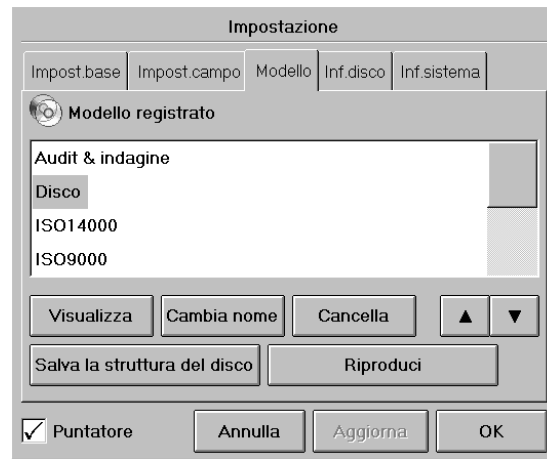 Impostazione
Impost.base Impost.campo Modello Inf.disco Inf.sistema
Modello registrato
Audit & indagine
Disco
ISO14000
ISO9000
Visualizza Cambia nome Cancella ▲ ▼
Salva la struttura del disco Riproduci
Puntatore Annulla Aggiorna OK